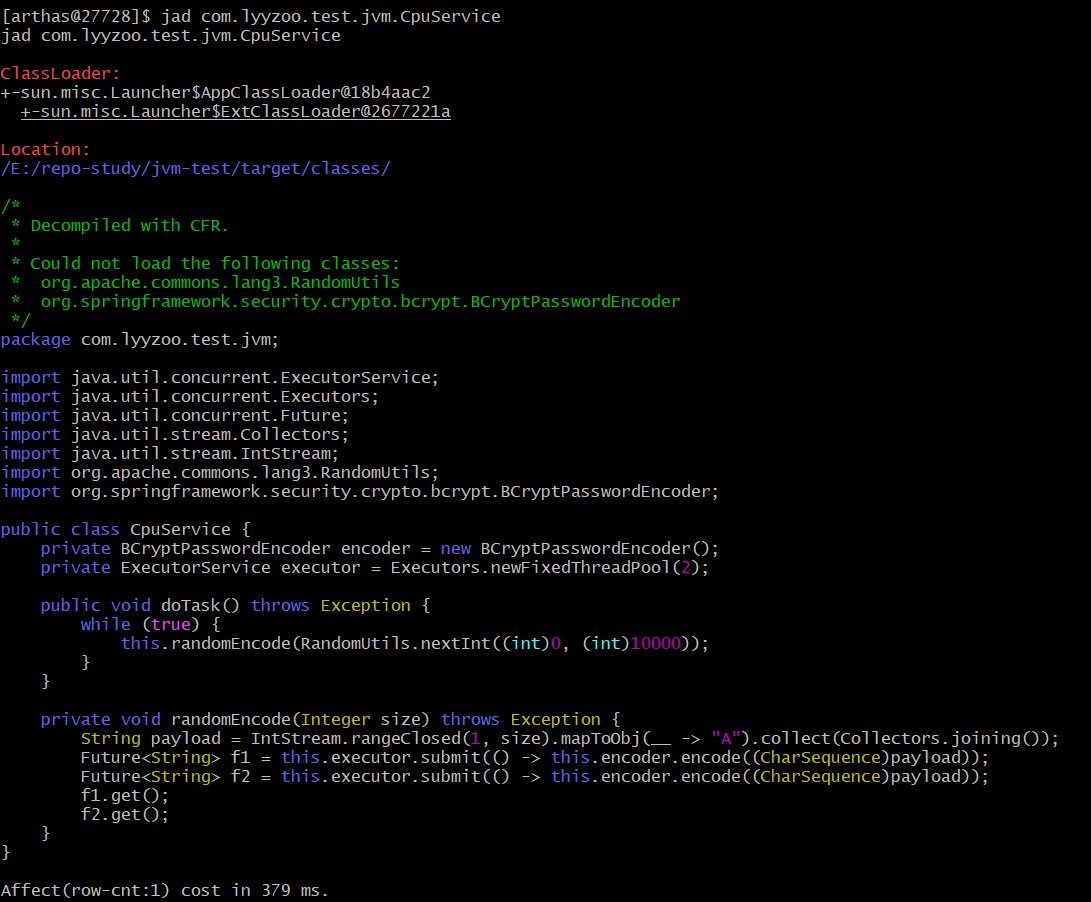 [arthas@27728]$ jad com.lyyzoo.test.jvm.CpuService
jad com.lyyzoo.test.jvm.CpuService

ClassLoader:
+-sun.misc.Launcher$AppClassLoader@18b4aac2
  +-sun.misc.Launcher$ExtClassLoader@2677221a

Location:
/E:/repo-study/jvm-test/target/classes/

/*
 * Decompiled with CFR.
 *
 * Could not load the following classes:
 *  org.apache.commons.lang3.RandomUtils
 *  org.springframework.security.crypto.bcrypt.BCryptPasswordEncoder
 */
package com.lyyzoo.test.jvm;

import java.util.concurrent.ExecutorService;
import java.util.concurrent.Executors;
import java.util.concurrent.Future;
import java.util.stream.Collectors;
import java.util.stream.IntStream;
import org.apache.commons.lang3.RandomUtils;
import org.springframework.security.crypto.bcrypt.BCryptPasswordEncoder;

public class CpuService {
    private BCryptPasswordEncoder encoder = new BCryptPasswordEncoder();
    private ExecutorService executor = Executors.newFixedThreadPool(2);

    public void doTask() throws Exception {
        while (true) {
            this.randomEncode(RandomUtils.nextInt((int)0, (int)10000));
        }
    }

    private void randomEncode(Integer size) throws Exception {
        String payload = IntStream.rangeClosed(1, size).mapToObj(__ -> "A").collect(Collectors.joining());
        Future<String> f1 = this.executor.submit(() -> this.encoder.encode((CharSequence)payload));
        Future<String> f2 = this.executor.submit(() -> this.encoder.encode((CharSequence)payload));
        f1.get();
        f2.get();
    }
}

Affect(row-cnt:1) cost in 379 ms.